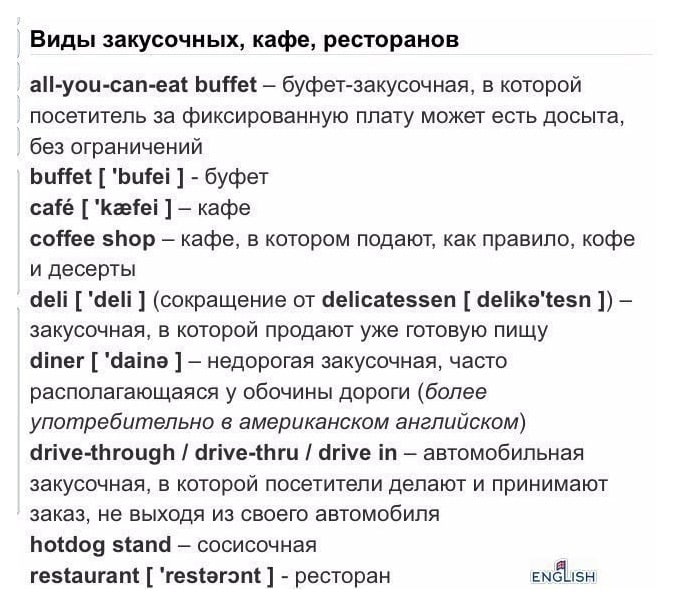 Виды закусочных, кафе, ресторанов
all-you-can-eat buffet – буфет-закусочная, в которой
посетитель за фиксированную плату может есть досыта,
без ограничений
buffet [ 'bufei ] - буфет
café [ 'kæfei ] – кафе
coffee shop – кафе, в котором подают, как правило, кофе
и десерты
deli [ 'deli ] (сокращение от delicatessen [ delikə'tesn ]) –
закусочная, в которой продают уже готовую пищу
diner [ 'dainə ] – недорогая закусочная, часто
располагающаяся у обочины дороги (более
употребительно в американском английском)
drive-through / drive-thru / drive in – автомобильная
закусочная, в которой посетители делают и принимают
заказ, не выходя из своего автомобиля
hotdog stand – сосисочная
restaurant [ 'restərɔnt ] - ресторан
ENGLISH